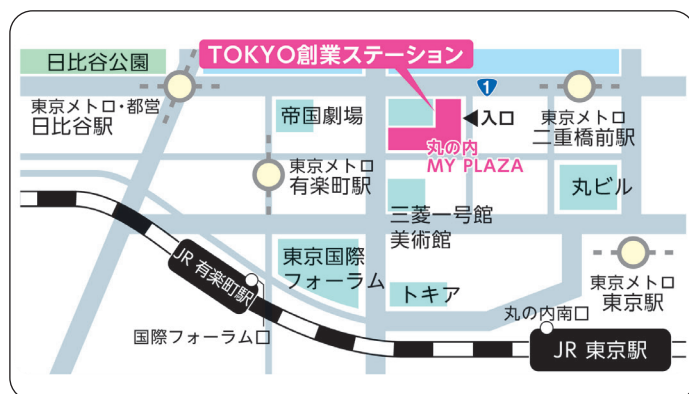 日比谷公園
TOKYO創業ステーション
1
東京メトロ・都営
日比谷駅
帝国劇場
入口
東京メトロ
二重橋前駅
丸の内
MY PLAZA
東京メトロ
有楽町駅
丸ビル
三菱一号館
美術館
東京国際
フォーラム
JR 有楽町駅
トキア
東京メトロ
東京駅
国際フォーラム口
丸の内南口
JR 東京駅